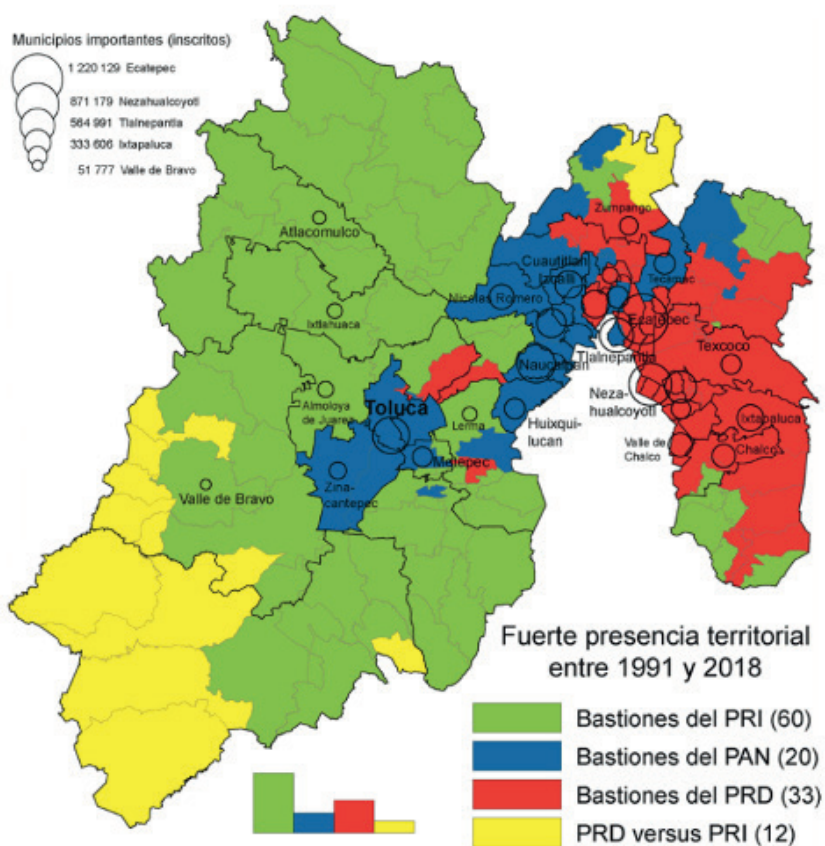 Municipios importantes (inscritos)
1 220 129 Ecatepec
871 179 Nezahualcoyotl
564 991 Tlalnepantla
333 606 Ixtapaluca
51 777 Valle de Bravo
Zumpango
Atlacomulco
Cuautitlan
Izcalli
Tecamac
Nicolas Romero
Ixtlahuaca
Ecatepec
Tlalnepantla
Texcoco
Naucalpan
Almoloya
de Juarez
Toluca
Lerma
Neza-
hualcoyotl
Huixqui-
lucan
Ixtapaluca
Valle de
Chalco
Chalco
Metepec
Zina-
cantepec
Valle de Bravo
Fuerte presencia territorial
entre 1991 y 2018
Bastiones del PRI (60)
Bastiones del PAN (20)
Bastiones del PRD (33)
PRD versus PRI (12)